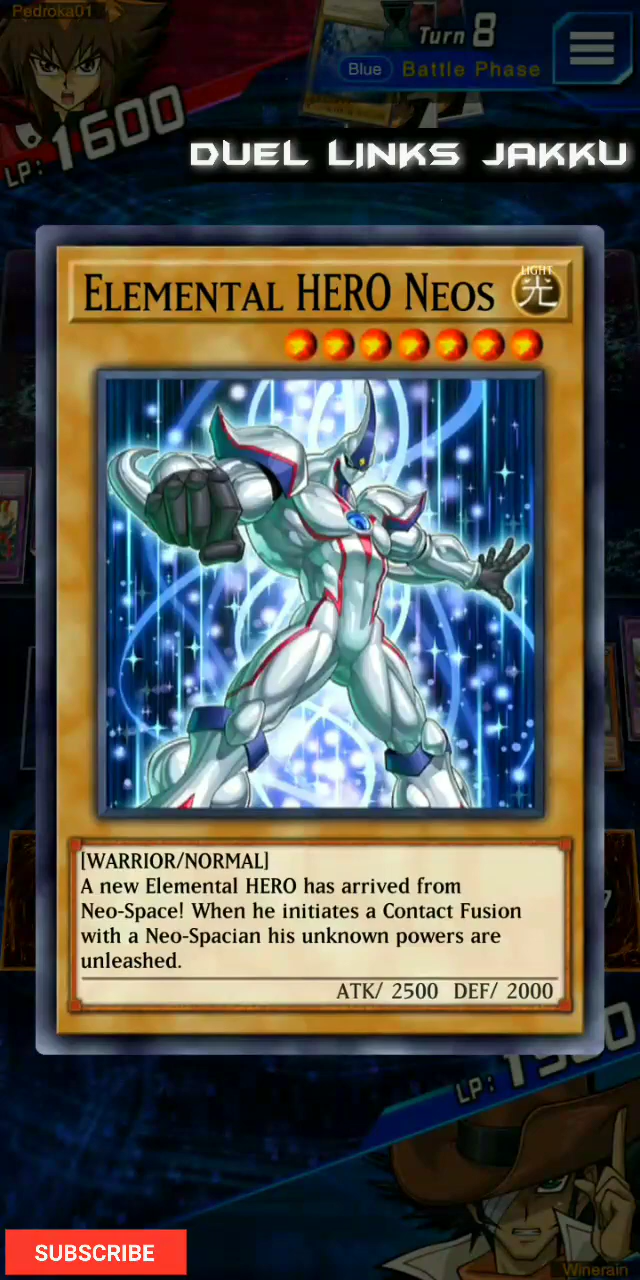 Pedroka01
Turn 8
Blue Battle Phase
LP: 1600
DUEL LINKS JAKKU
ELEMENTAL HERO NEOS
LIGHT
光
[WARRIOR/NORMAL]
A new Elemental HERO has arrived from
Neo-Space! When he initiates a Contact Fusion
with a Neo-Spacian his unknown powers are
unleashed.
ATK/ 2500 DEF/ 2000
LP:
SUBSCRIBE
Winerain